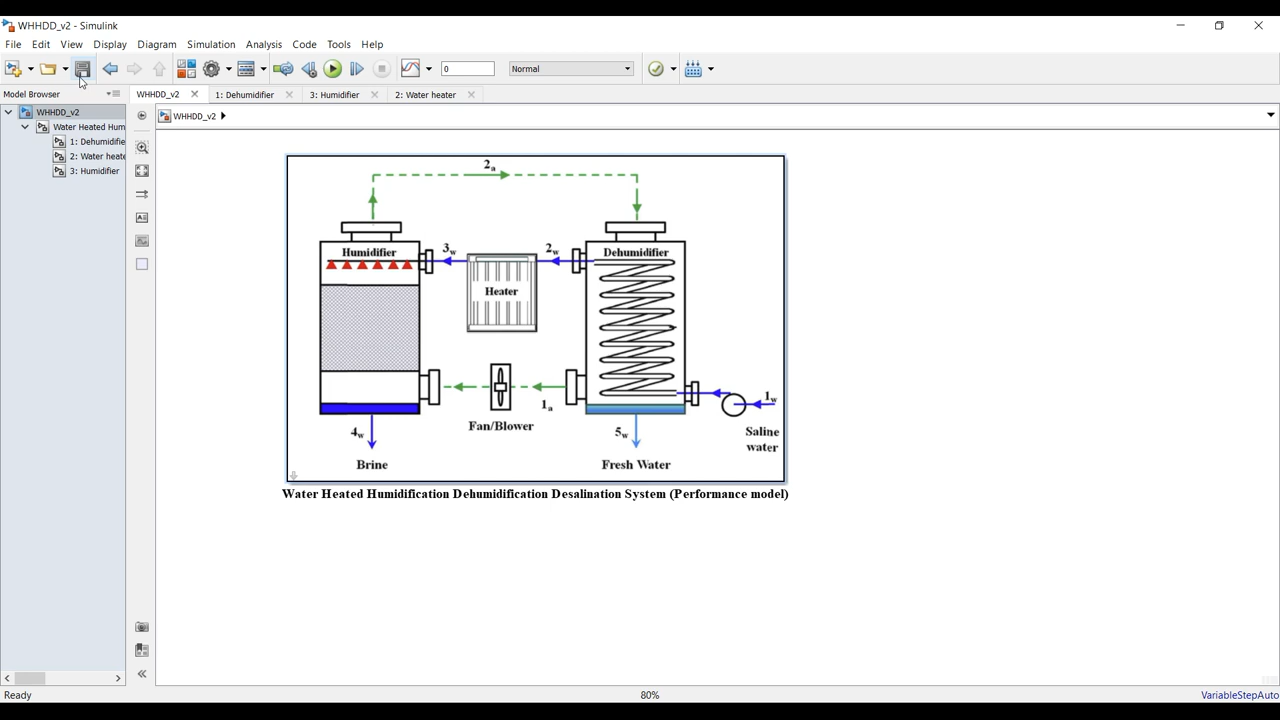 WHHDD_v2 - Simulink
File Edit View Display Diagram Simulation Analysis Code Tools Help
0 Normal
Model Browser
WHHDD_v2 1: Dehumidifier 3: Humidifier 2: Water heater
WHHDD_v2
WHHDD_v2
Water Heated Hum
1: Dehumidifie
2: Water heate
3: Humidifier
2a
Humidifier 3w 2w Dehumidifier
Heater
1a 1w
Fan/Blower
4w 5w Saline
water
Brine Fresh Water
Water Heated Humidification Dehumidification Desalination System (Performance model)
Ready 80% VariableStepAuto